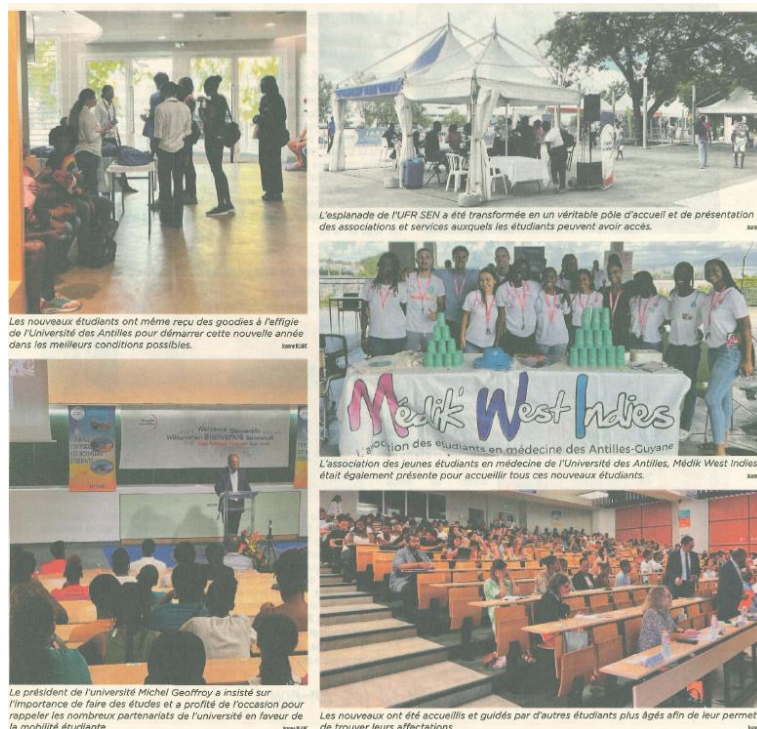 Les nouveaux étudiants ont même reçu des goodies à l'effigie
de l'Université des Antilles pour démarrer cette nouvelle année
dans les meilleurs conditions possibles.
L'esplanade de l'UFR SEN a été transformée en un véritable pôle d'accueil et de présentation
des associations et services auxquels les étudiants peuvent avoir accès.
Médik' West Indies
L'association des étudiants en médecine des Antilles-Guyane
L'association des jeunes étudiants en médecine de l'Université des Antilles, Médik West Indies
était également présente pour accueillir tous ces nouveaux étudiants.
Bienvenue
Le président de l'université Michel Geoffroy a insisté sur
l'importance de faire des études et a profité de l'occasion pour
rappeler les nombreux partenariats de l'université en faveur de
la mobilité étudiante.
Les nouveaux ont été accueillis et guidés par d'autres étudiants plus âgés afin de leur permet
de trouver leurs affectations.